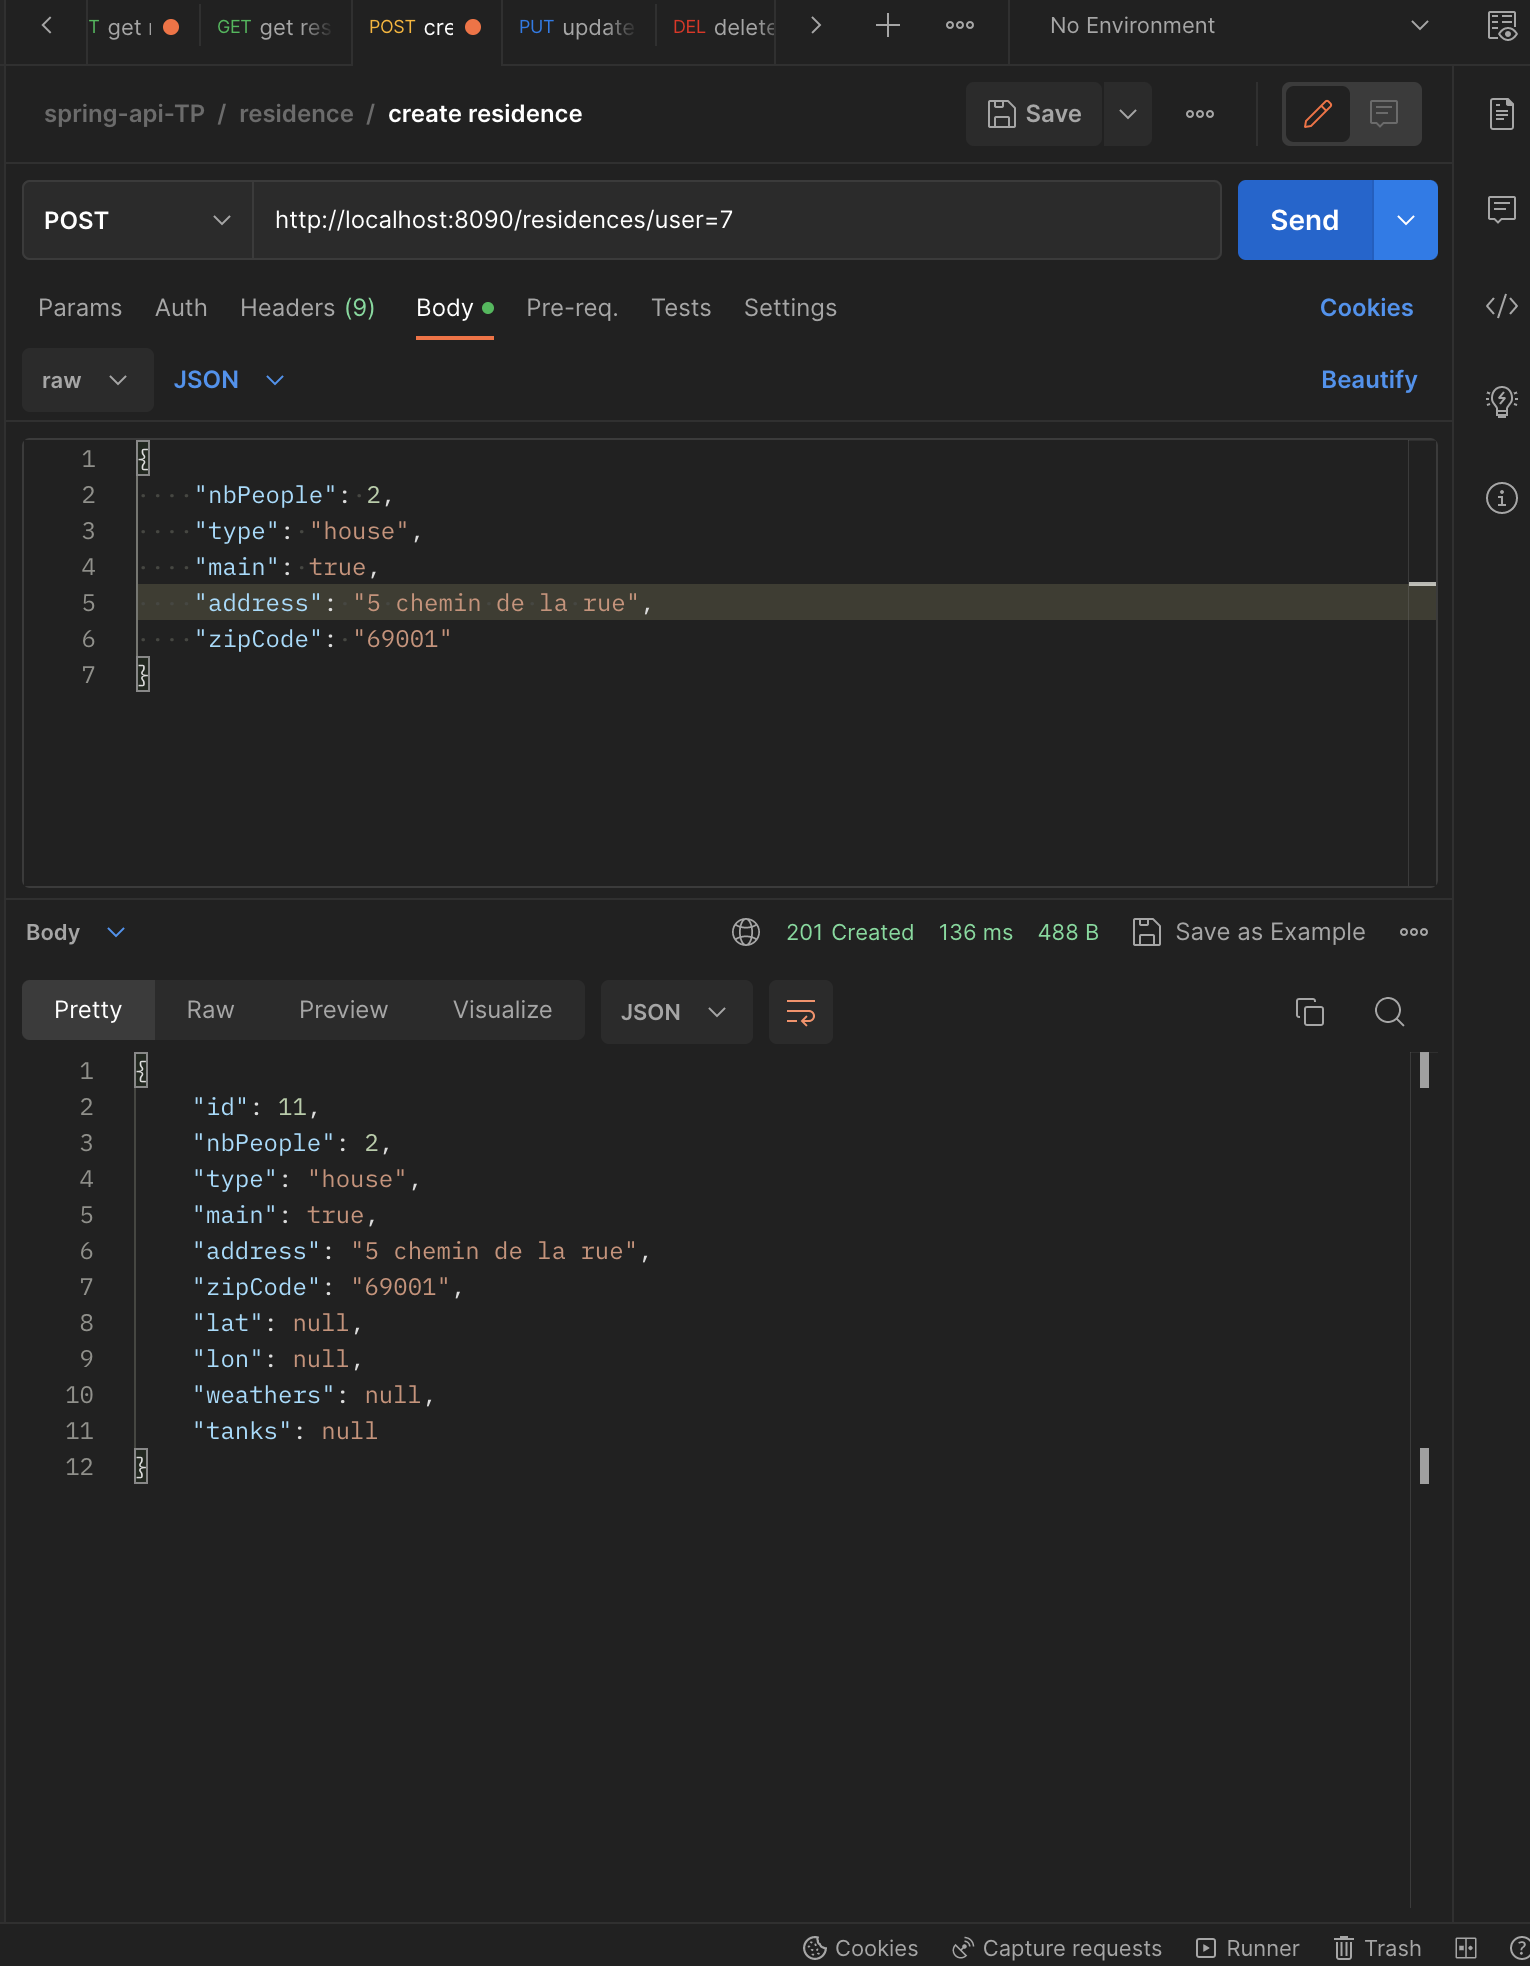 T get r GET get res POST cre PUT update DEL delete No Environment
spring-api-TP / residence / create residence Save
POST http://localhost:8090/residences/user=7 Send
Params Auth Headers (9) Body Pre-req. Tests Settings Cookies
raw JSON Beautify
1 {
2 "nbPeople": 2,
3 "type": "house",
4 "main": true,
5 "address": "5 chemin de la rue",
6 "zipCode": "69001"
7 }
Body 201 Created 136 ms 488 B Save as Example
Pretty Raw Preview Visualize JSON
1 {
2 "id": 11,
3 "nbPeople": 2,
4 "type": "house",
5 "main": true,
6 "address": "5 chemin de la rue",
7 "zipCode": "69001",
8 "lat": null,
9 "lon": null,
10 "weathers": null,
11 "tanks": null
12 }
Cookies Capture requests Runner Trash